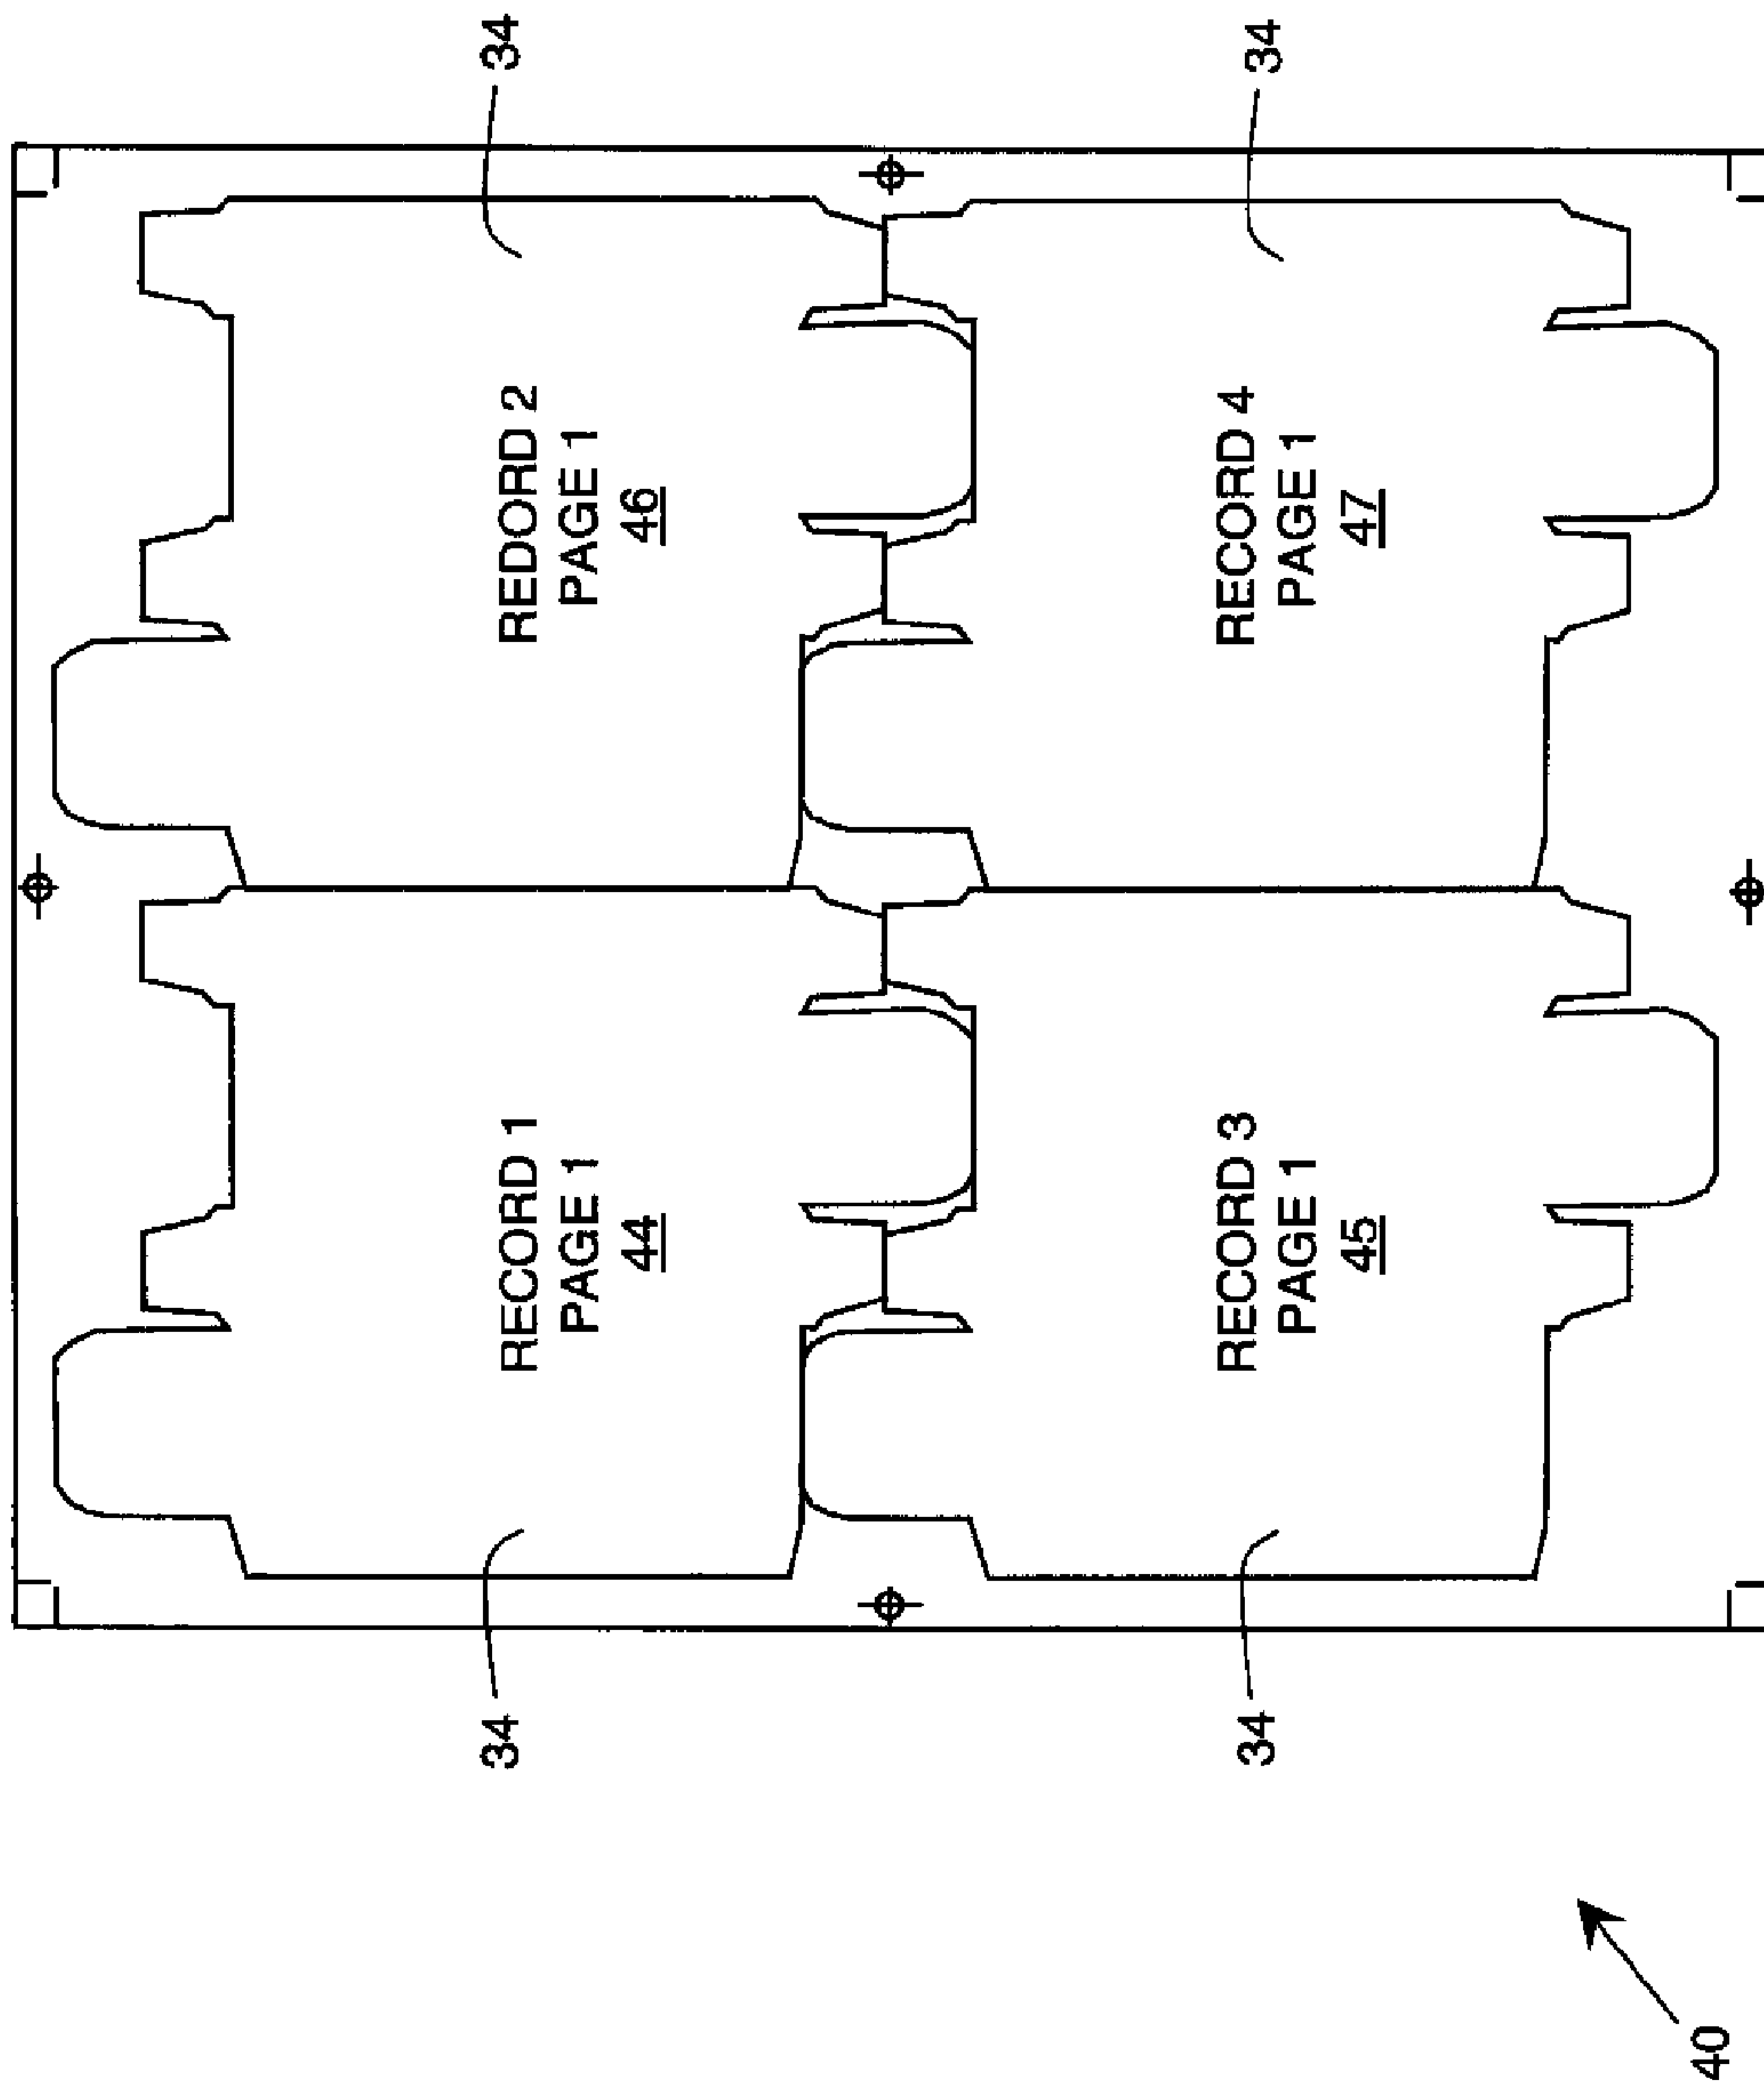 34
RECORD 1
PAGE 1
44
REDORD 2
PAGE 1
46
34
34
RECORD 3
PAGE 1
45
RECORD 4
PAGE 1
47
34
40